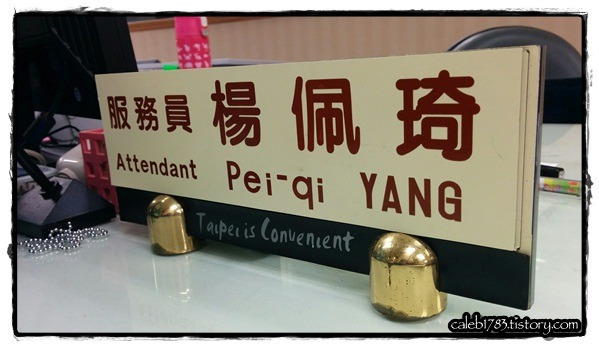 服務員 楊佩琦
Attendant Pei-qi YANG
Taipei is Convenient
caleb1783.tistory.com